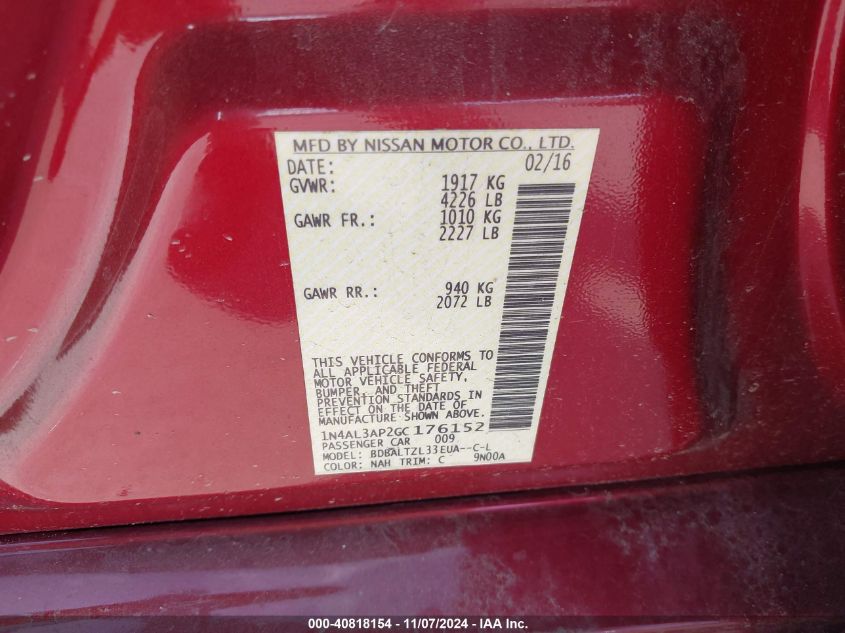 MFD BY NISSAN MOTOR CO., LTD.
DATE: 02/16
GVWR: 1917 KG
4226 LB
GAWR FR.: 1010 KG
2227 LB
GAWR RR.: 940 KG
2072 LB
THIS VEHICLE CONFORMS TO
ALL APPLICABLE FEDERAL
MOTOR VEHICLE SAFETY,
BUMPER, AND THEFT
PREVENTION STANDARDS IN
EFFECT ON THE DATE OF
MANUFACTURE SHOWN ABOVE.
1N4AL3AP2GC176152
PASSENGER CAR 009
MODEL: BDBALTZL33EUA--C-L
COLOR: NAH TRIM: C 9N00A
000-40818154 - 11/07/2024 - IAA Inc.